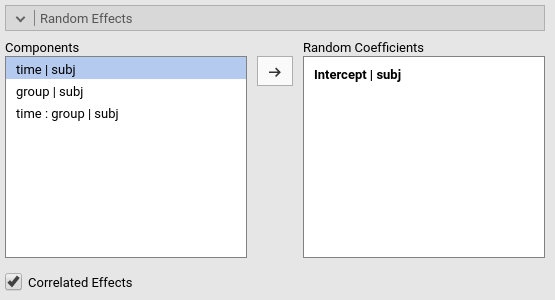 Random Effects
Components
Random Coefficients
time | subj
group | subj
time : group | subj
→
Intercept | subj
Correlated Effects